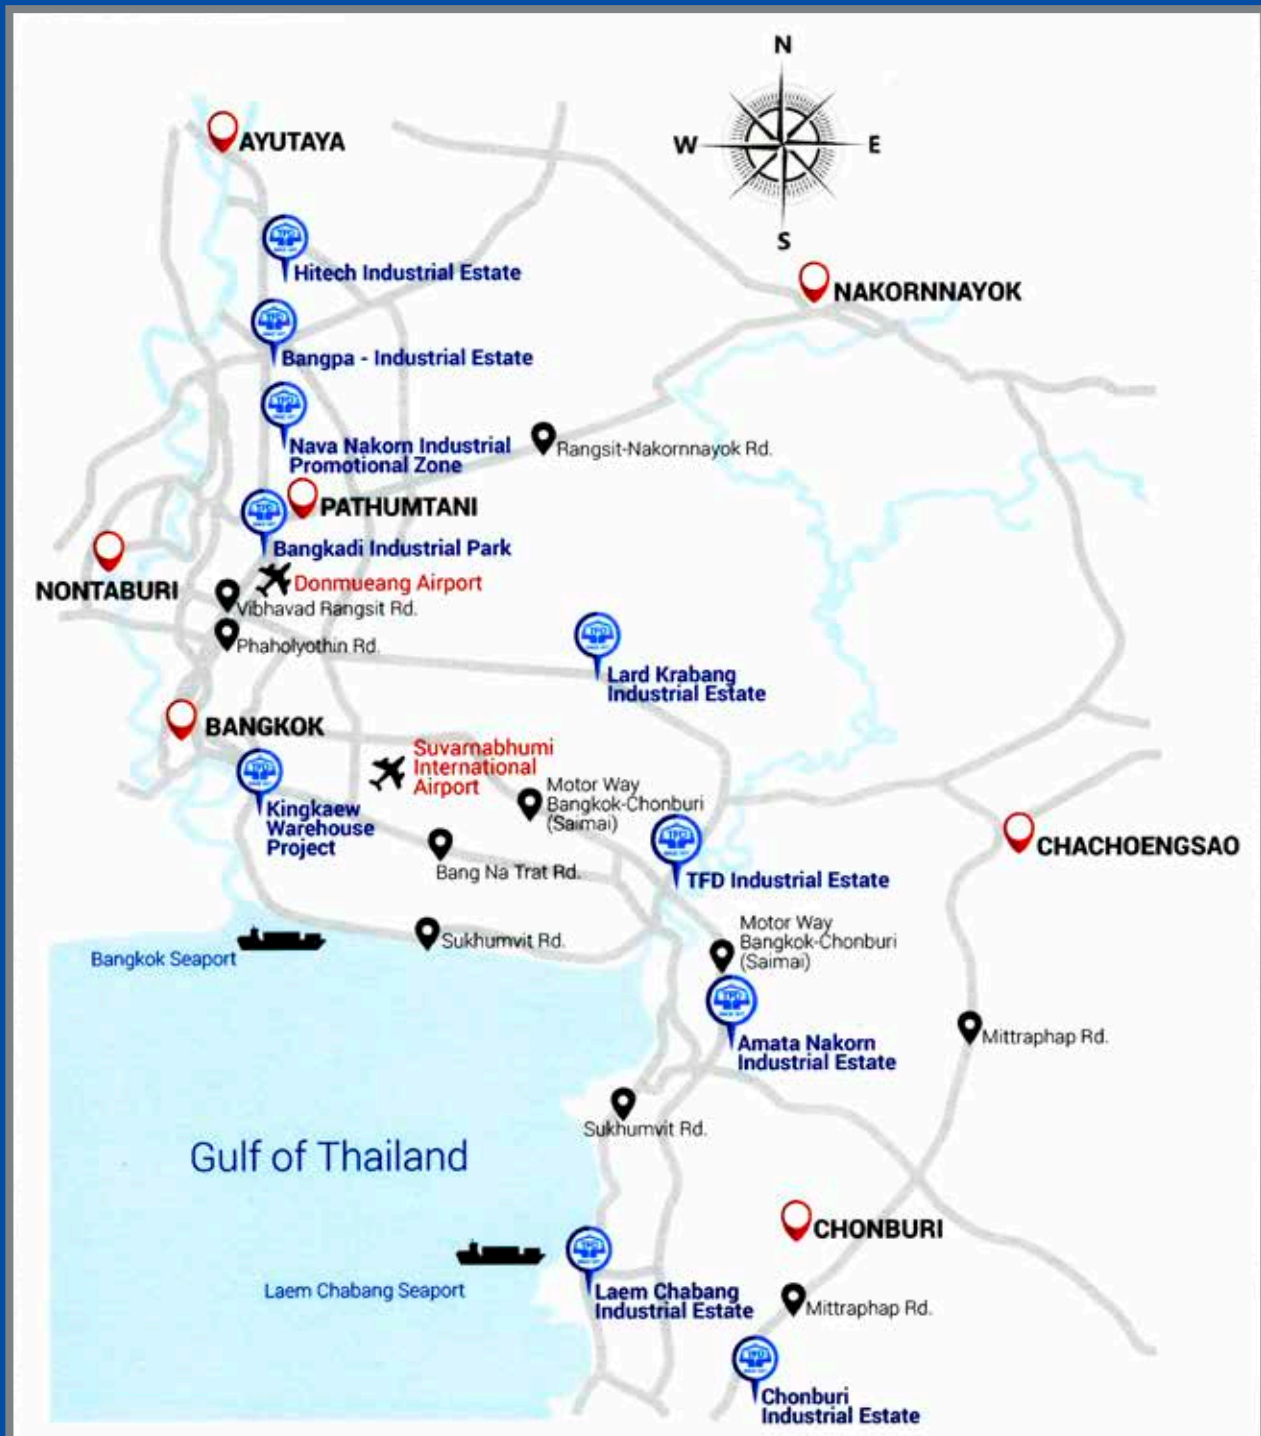 N
AYUTAYA
W
E
S
Hitech Industrial Estate
NAKORNNAYOK
Bangpa - Industrial Estate
Nava Nakorn Industrial
Promotional Zone
Rangsit-Nakornnayok Rd.
PATHUMTANI
Bangkadi Industrial Park
NONTABURI
Donmueang Airport
Vibhavad Rangsit Rd.
Phaholyothin Rd.
Lard Krabang
Industrial Estate
BANGKOK
Suvarnabhumi
International
Airport
Motor Way
Bangkok-Chonburi
(Saimai)
Kingkaew
Warehouse
Project
Bang Na Trat Rd.
CHACHOENGSAO
TFD Industrial Estate
Sukhumvit Rd.
Motor Way
Bangkok-Chonburi
(Saimai)
Bangkok Seaport
Amata Nakorn
Industrial Estate
Mittraphap Rd.
Sukhumvit Rd.
Gulf of Thailand
CHONBURI
Laem Chabang Seaport
Laem Chabang
Industrial Estate
Mittraphap Rd.
Chonburi
Industrial Estate